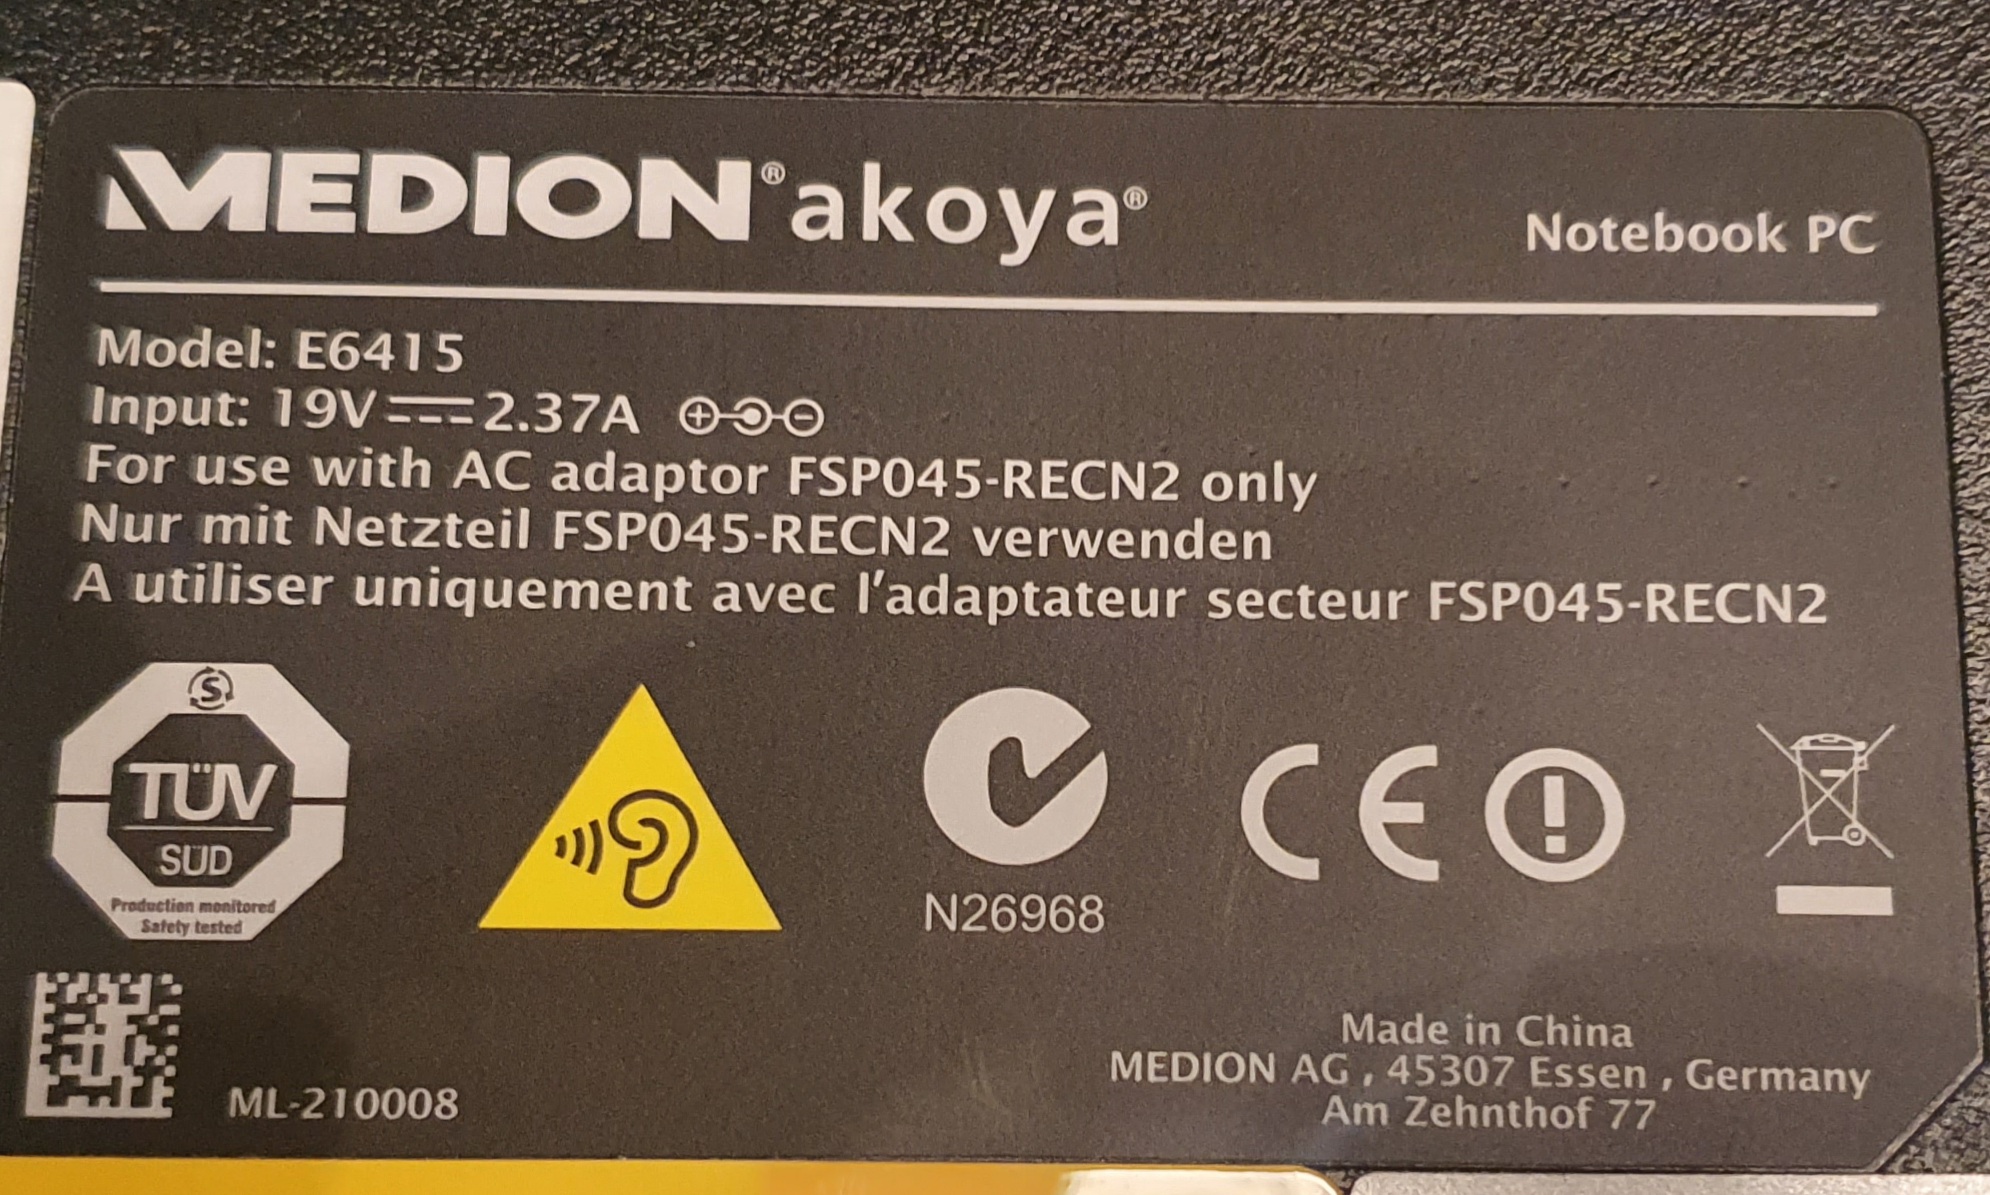 MEDION® akoya® Notebook PC
Model: E6415
Input: 19V 2.37A
For use with AC adaptor FSP045-RECN2 only
Nur mit Netzteil FSP045-RECN2 verwenden
A utiliser uniquement avec l'adaptateur secteur FSP045-RECN2
S
TÜV
SÜD
Production monitored
Safety tested
N26968
CE
ML-210008
Made in China
MEDION AG , 45307 Essen , Germany
Am Zehnthof 77